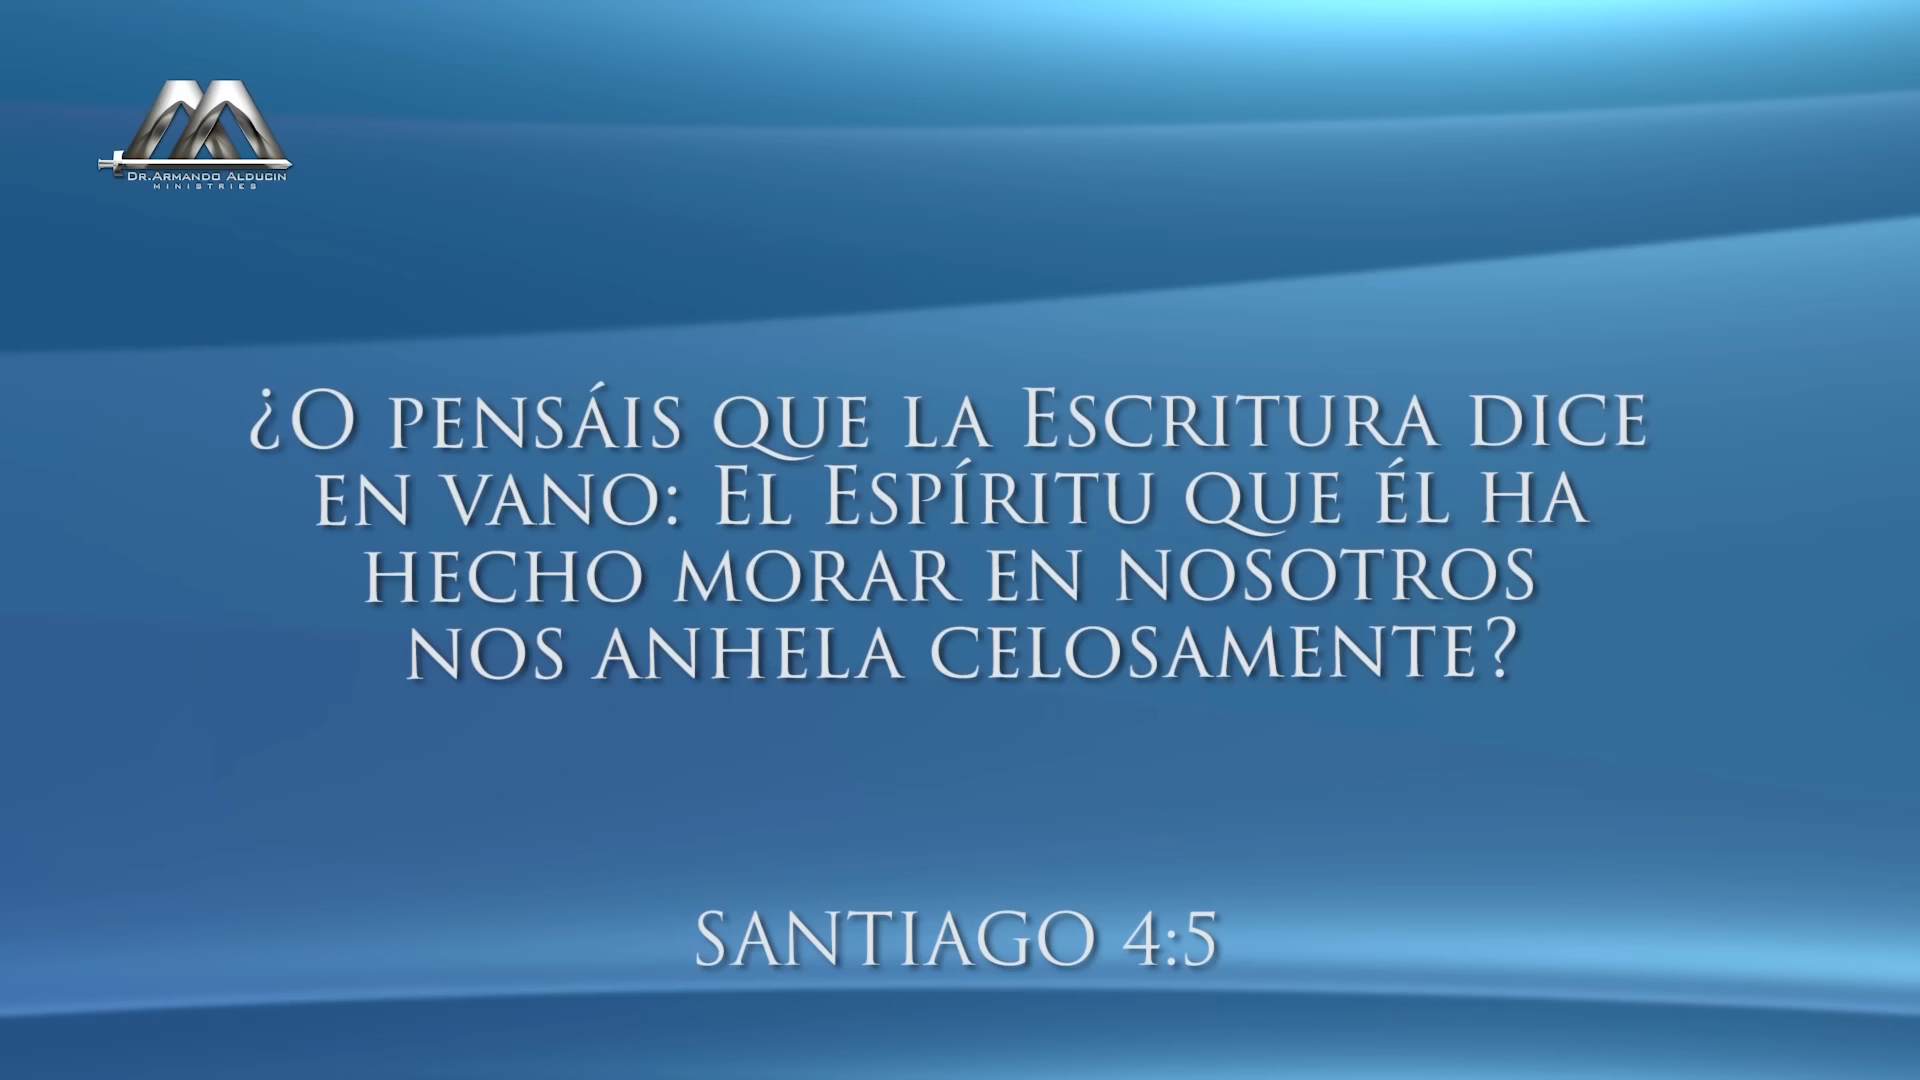 Dr. Armando Alducin
MINISTRIES
¿O pensáis que la Escritura dice
en vano: El Espíritu que él ha
hecho morar en nosotros
nos anhela celosamente?
SANTIAGO 4:5